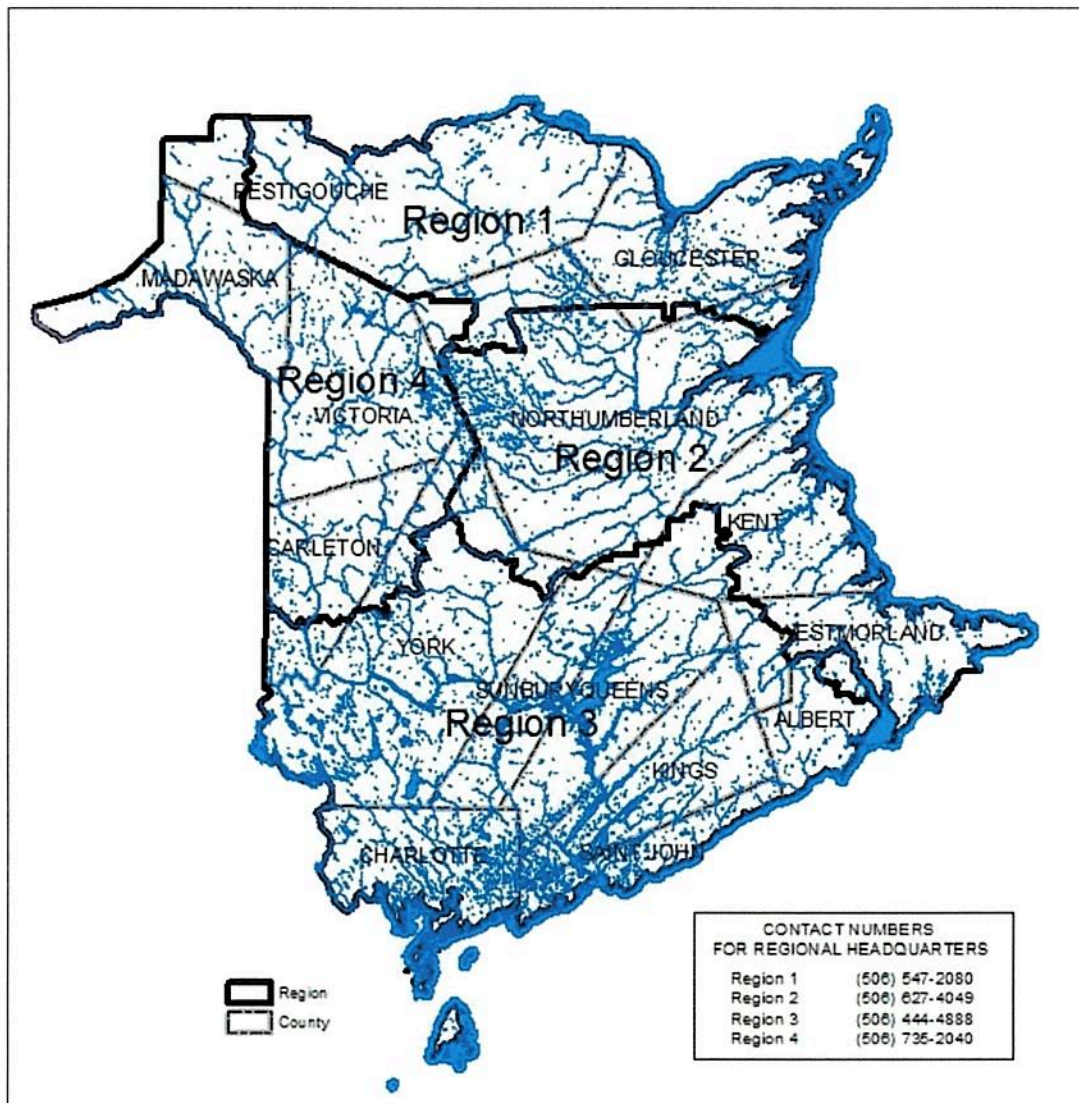 RESTIGOUCHE
Region 1
GLOUCESTER
MADAWASKA
Region 4
VICTORIA
NORTHUMBERLAND
Region 2
KENT
CARLETON
WESTMORLAND
YORK
SUNBURY QUEENS
Region 3
ALBERT
KINGS
CHARLOTTE
SAINT JOHN
CONTACT NUMBERS
FOR REGIONAL HEADQUARTERS
Region 1 (506) 547-2080
Region 2 (506) 627-4049
Region 3 (506) 444-4888
Region 4 (506) 735-2040
Region
County